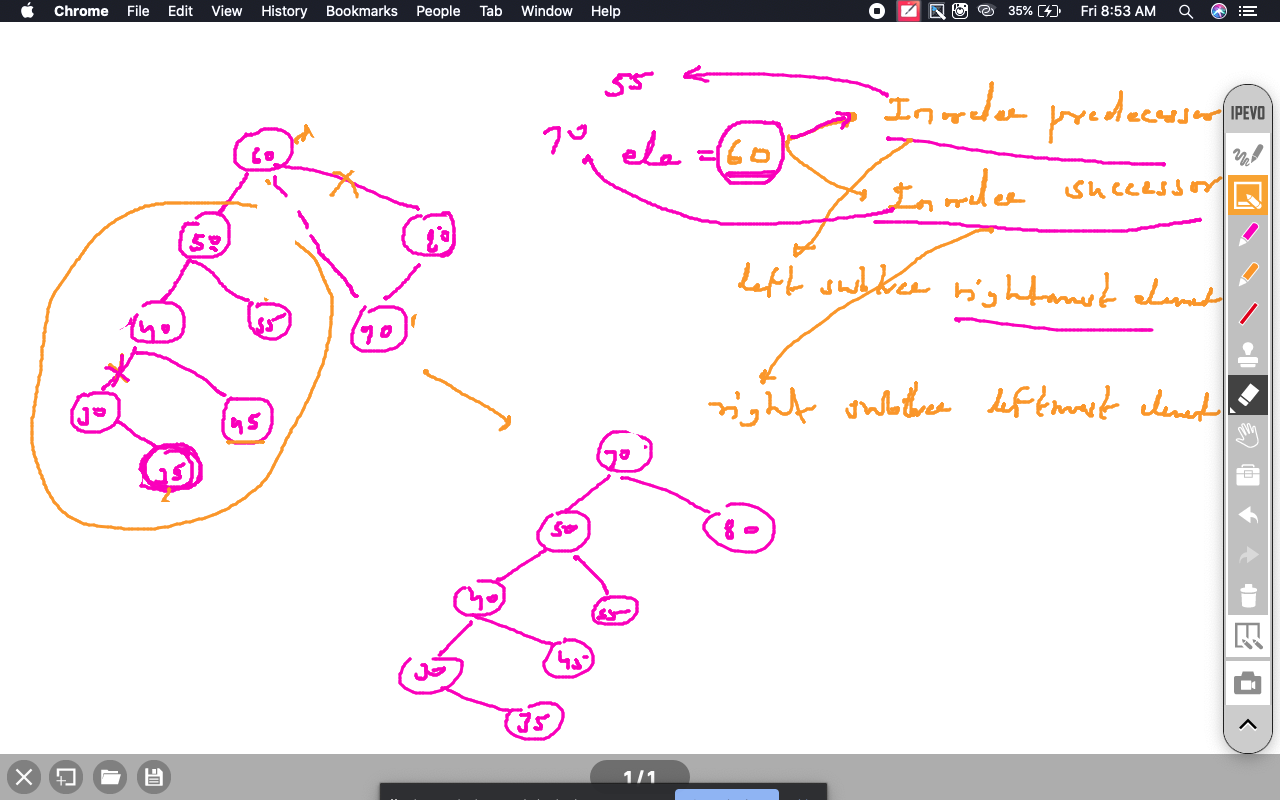 Chrome File Edit View History Bookmarks People Tab Window Help 35% Fri 8:53 AM
IPEVO
55
Inorder predecessor
70 ele = 60
Inorder successor
left subtree rightmost element
right subtree leftmost element
60
50 80
40 55 70
30 45
35
70
50 80
40 55
30 45
35
1/1